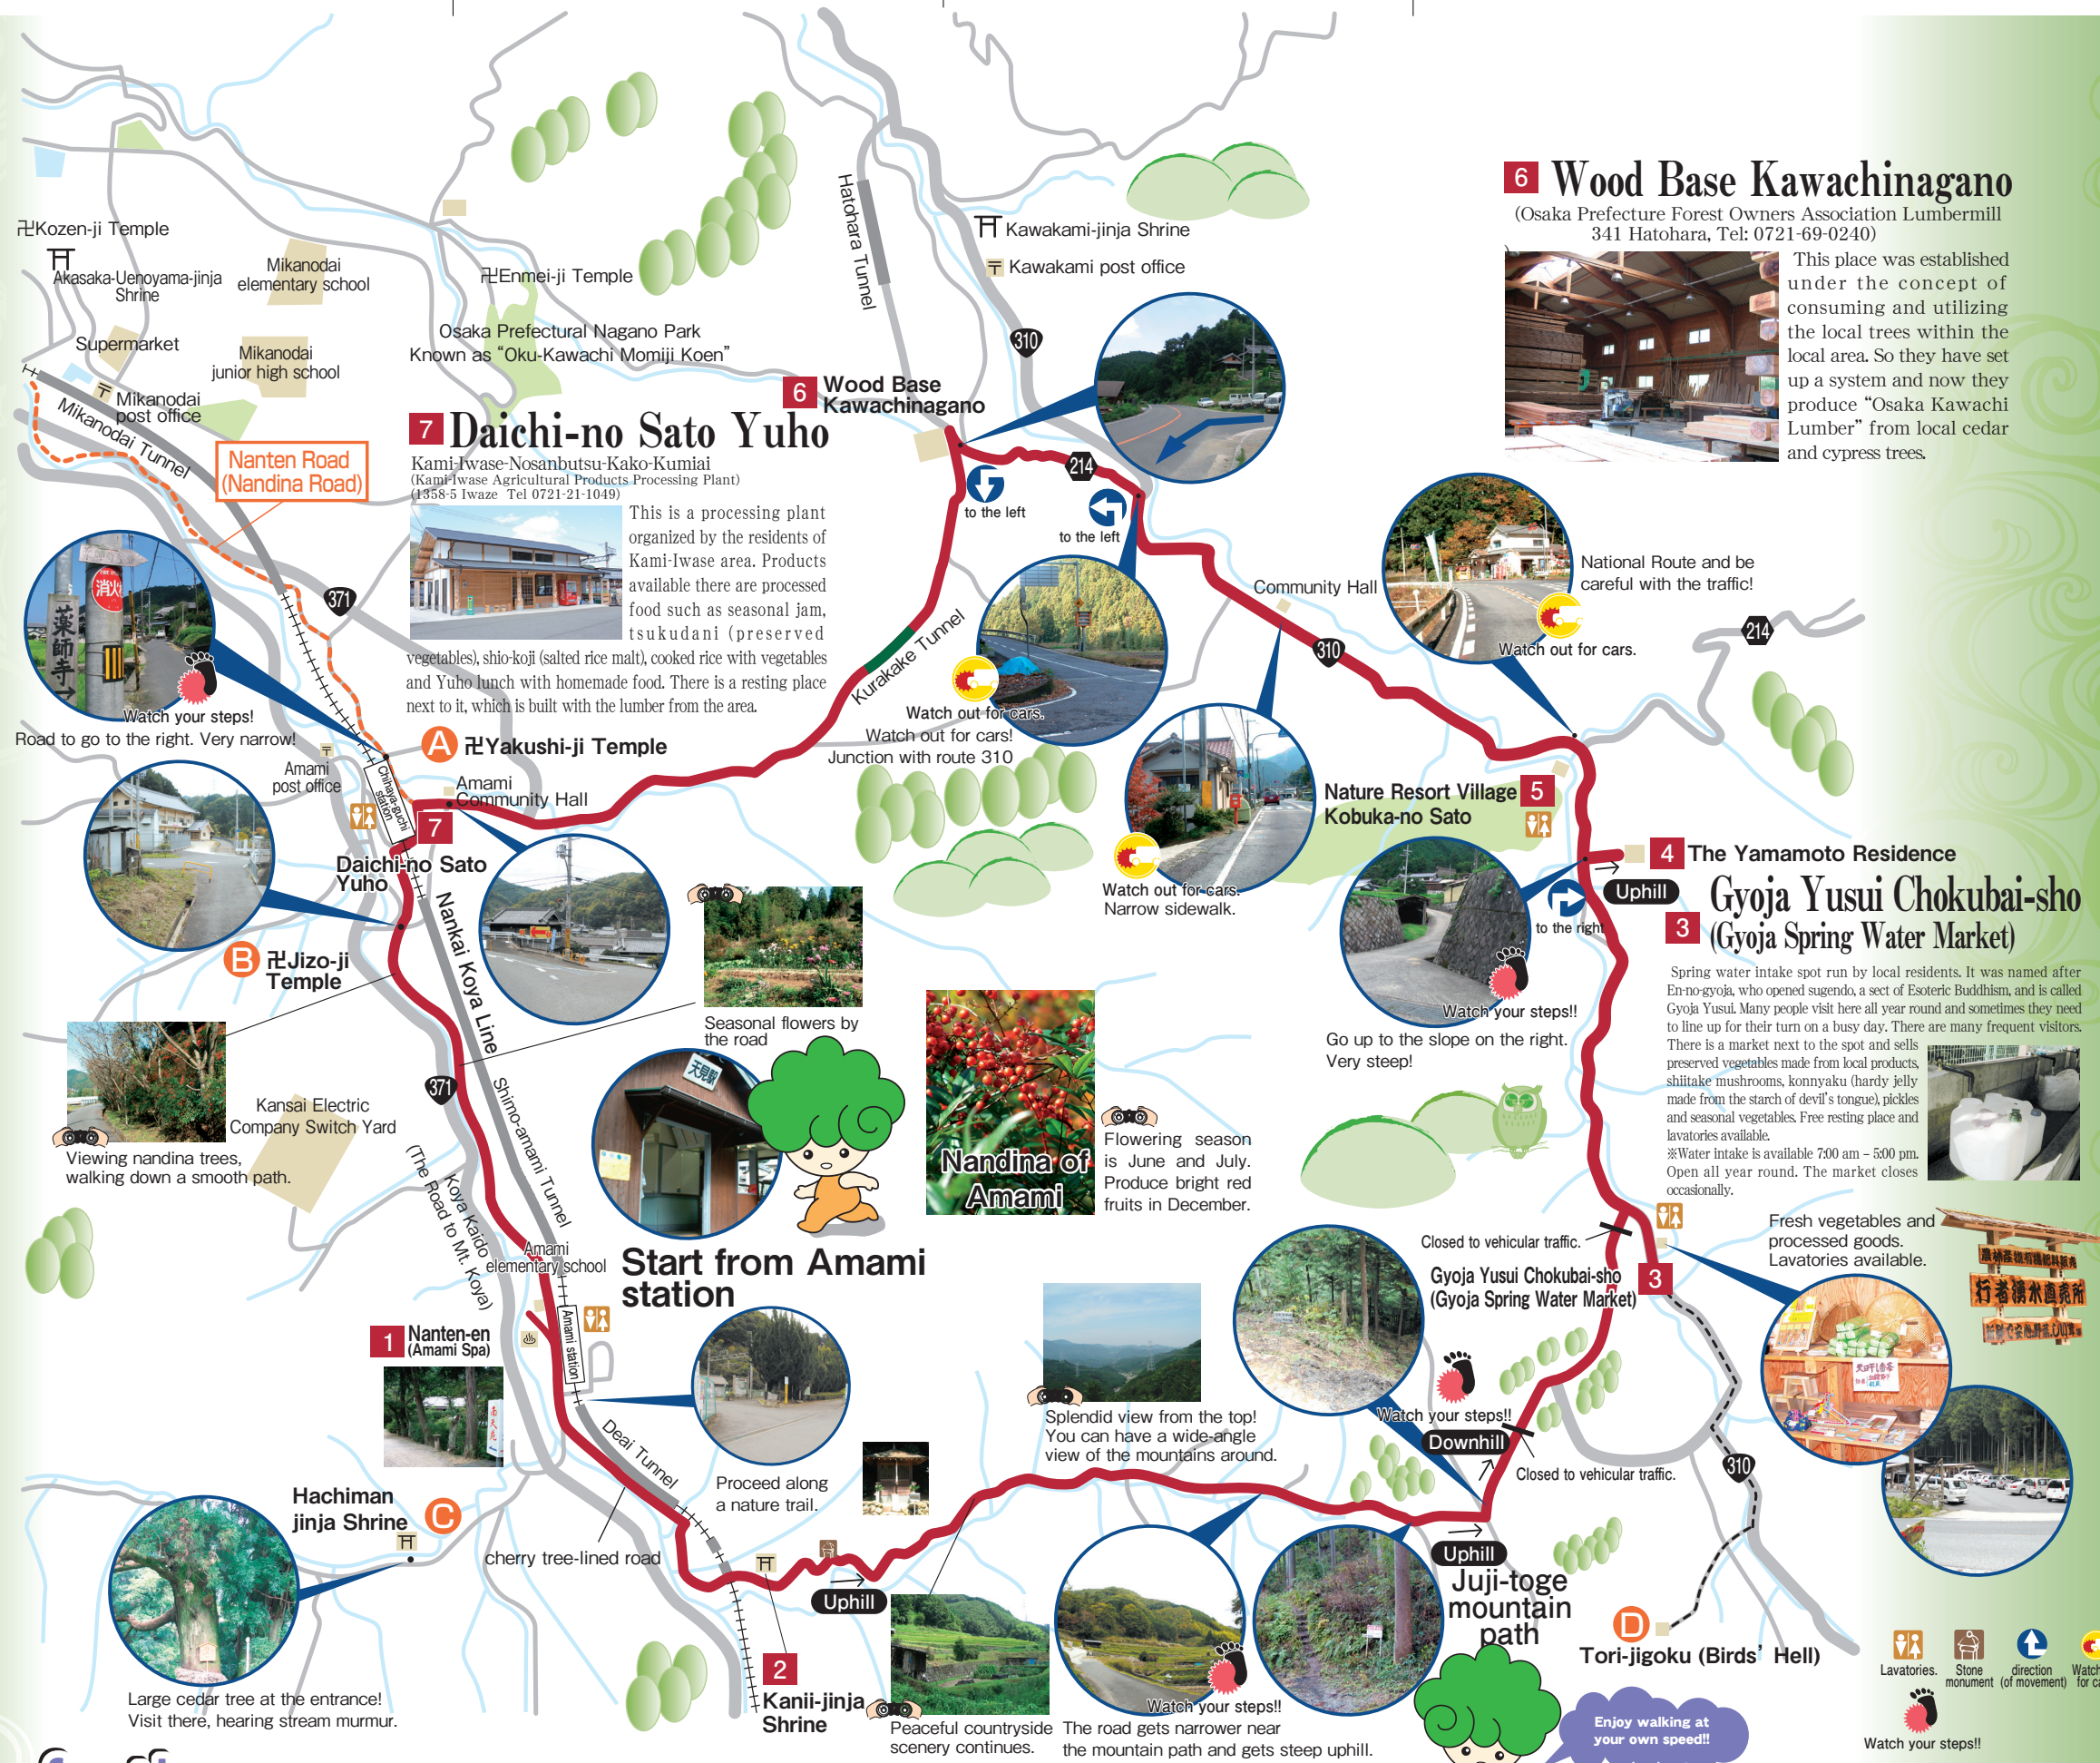 卍Kozen-ji Temple
Akasaka-Uenoyama-jinja
Shrine
Mikanodai
elementary school
Supermarket
Mikanodai
junior high school
〒 Mikanodai
post office
Mikanodai Tunnel
Nanten Road
(Nandina Road)
卍Enmei-ji Temple
Osaka Prefectural Nagano Park
Known as “Oku-Kawachi Momiji Koen”
Hatohara Tunnel
Kawakami-jinja Shrine
〒 Kawakami post office
310
6 Wood Base
Kawachinagano
6 Wood Base Kawachinagano
(Osaka Prefecture Forest Owners Association Lumbermill
341 Hatohara, Tel: 0721-69-0240)
This place was established
under the concept of
consuming and utilizing
the local trees within the
local area. So they have set
up a system and now they
produce “Osaka Kawachi
Lumber” from local cedar
and cypress trees.
7 Daichi-no Sato Yuho
Kami-Iwase-Nosanbutsu-Kako-Kumiai
(Kami-Iwase Agricultural Products Processing Plant)
(1358-5 Iwaze Tel 0721-21-1049)
This is a processing plant
organized by the residents of
Kami-Iwase area. Products
available there are processed
food such as seasonal jam,
tsukudani (preserved
vegetables), shio-koji (salted rice malt), cooked rice with vegetables
and Yuho lunch with homemade food. There is a resting place
next to it, which is built with the lumber from the area.
to the left
214
to the left
Community Hall
National Route and be
careful with the traffic!
Watch out for cars.
214
310
371
消火
薬師寺
Watch your steps!
Road to go to the right. Very narrow!
Kurakake Tunnel
Watch out for cars.
Watch out for cars!
Junction with route 310
A 卍Yakushi-ji Temple
〒
Amami
post office
Amami
Community Hall
Chihaya-guchi
station
7
Daichi-no Sato
Yuho
Watch out for cars.
Narrow sidewalk.
Nature Resort Village 5
Kobuka-no Sato
4 The Yamamoto Residence
Uphill
to the right
Watch your steps!!
Go up to the slope on the right.
Very steep!
3 Gyoja Yusui Chokubai-sho
(Gyoja Spring Water Market)
Spring water intake spot run by local residents. It was named after
En-no-gyoja, who opened sugendo, a sect of Esoteric Buddhism, and is called
Gyoja Yusui. Many people visit here all year round and sometimes they need
to line up for their turn on a busy day. There are many frequent visitors.
There is a market next to the spot and sells
preserved vegetables made from local products,
shiitake mushrooms, konnyaku (hardy jelly
made from the starch of devil's tongue), pickles
and seasonal vegetables. Free resting place and
lavatories available.
※Water intake is available 7:00 am – 5:00 pm.
Open all year round. The market closes
occasionally.
B 卍Jizo-ji
Temple
Nankai Koya Line
Seasonal flowers by
the road
天見駅
Nandina of
Amami
Flowering season
is June and July.
Produce bright red
fruits in December.
Viewing nandina trees,
walking down a smooth path.
Kansai Electric
Company Switch Yard
371
Shimo-amami Tunnel
Koya Kaido
(The Road to Mt. Koya)
Amami
elementary school
Start from Amami
station
Amami station
1 Nanten-en
(Amami Spa)
南天苑
Deai Tunnel
Proceed along
a nature trail.
cherry tree-lined road
Hachiman
jinja Shrine
C
Large cedar tree at the entrance!
Visit there, hearing stream murmur.
2
Kanii-jinja
Shrine
Uphill
Peaceful countryside
scenery continues.
Splendid view from the top!
You can have a wide-angle
view of the mountains around.
Watch your steps!!
The road gets narrower near
the mountain path and gets steep uphill.
Closed to vehicular traffic.
Gyoja Yusui Chokubai-sho
(Gyoja Spring Water Market)
3
Watch your steps!!
Downhill
Closed to vehicular traffic.
Uphill
Juji-toge
mountain
path
Fresh vegetables and
processed goods.
Lavatories available.
行者湧水直売所
310
D
Tori-jigoku (Birds’ Hell)
Enjoy walking at
your own speed!!
Lavatories.
Stone
monument
direction
(of movement)
Watch
for
Watch your steps!!